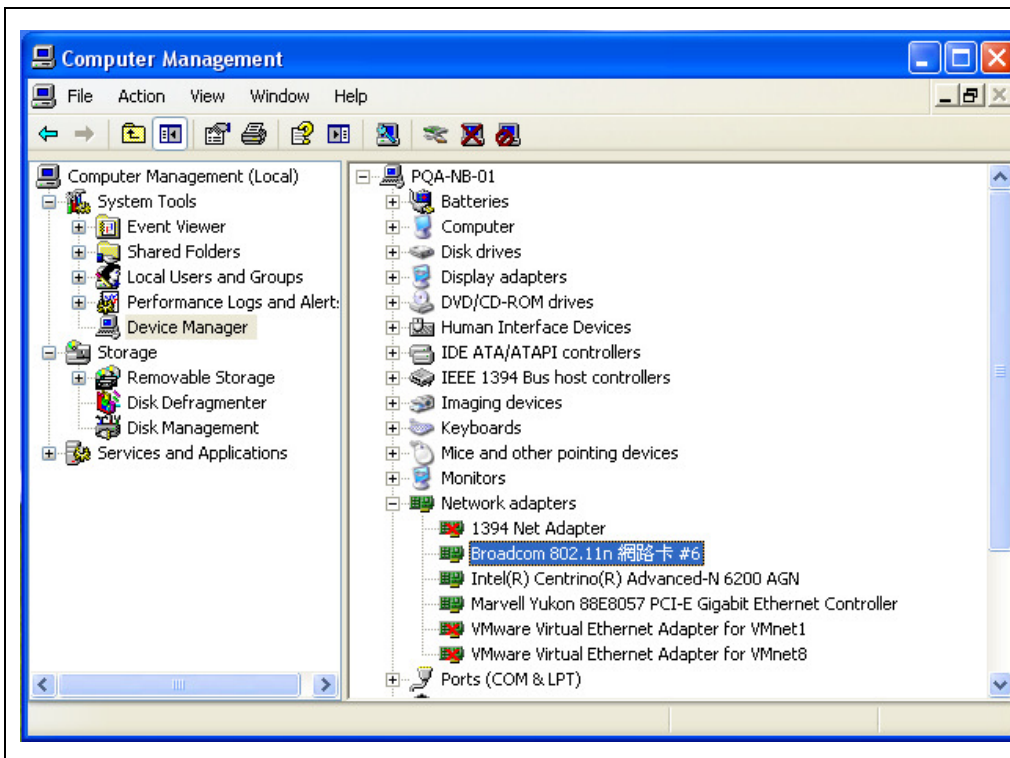 Computer Management
File Action View Window Help
Computer Management (Local)
System Tools
Event Viewer
Shared Folders
Local Users and Groups
Performance Logs and Alert
Device Manager
Storage
Removable Storage
Disk Defragmenter
Disk Management
Services and Applications
PQA-NB-01
Batteries
Computer
Disk drives
Display adapters
DVD/CD-ROM drives
Human Interface Devices
IDE ATA/ATAPI controllers
IEEE 1394 Bus host controllers
Imaging devices
Keyboards
Mice and other pointing devices
Monitors
Network adapters
1394 Net Adapter
Broadcom 802.11n 網路卡 #6
Intel(R) Centrino(R) Advanced-N 6200 AGN
Marvell Yukon 88E8057 PCI-E Gigabit Ethernet Controller
VMware Virtual Ethernet Adapter for VMnet1
VMware Virtual Ethernet Adapter for VMnet8
Ports (COM & LPT)